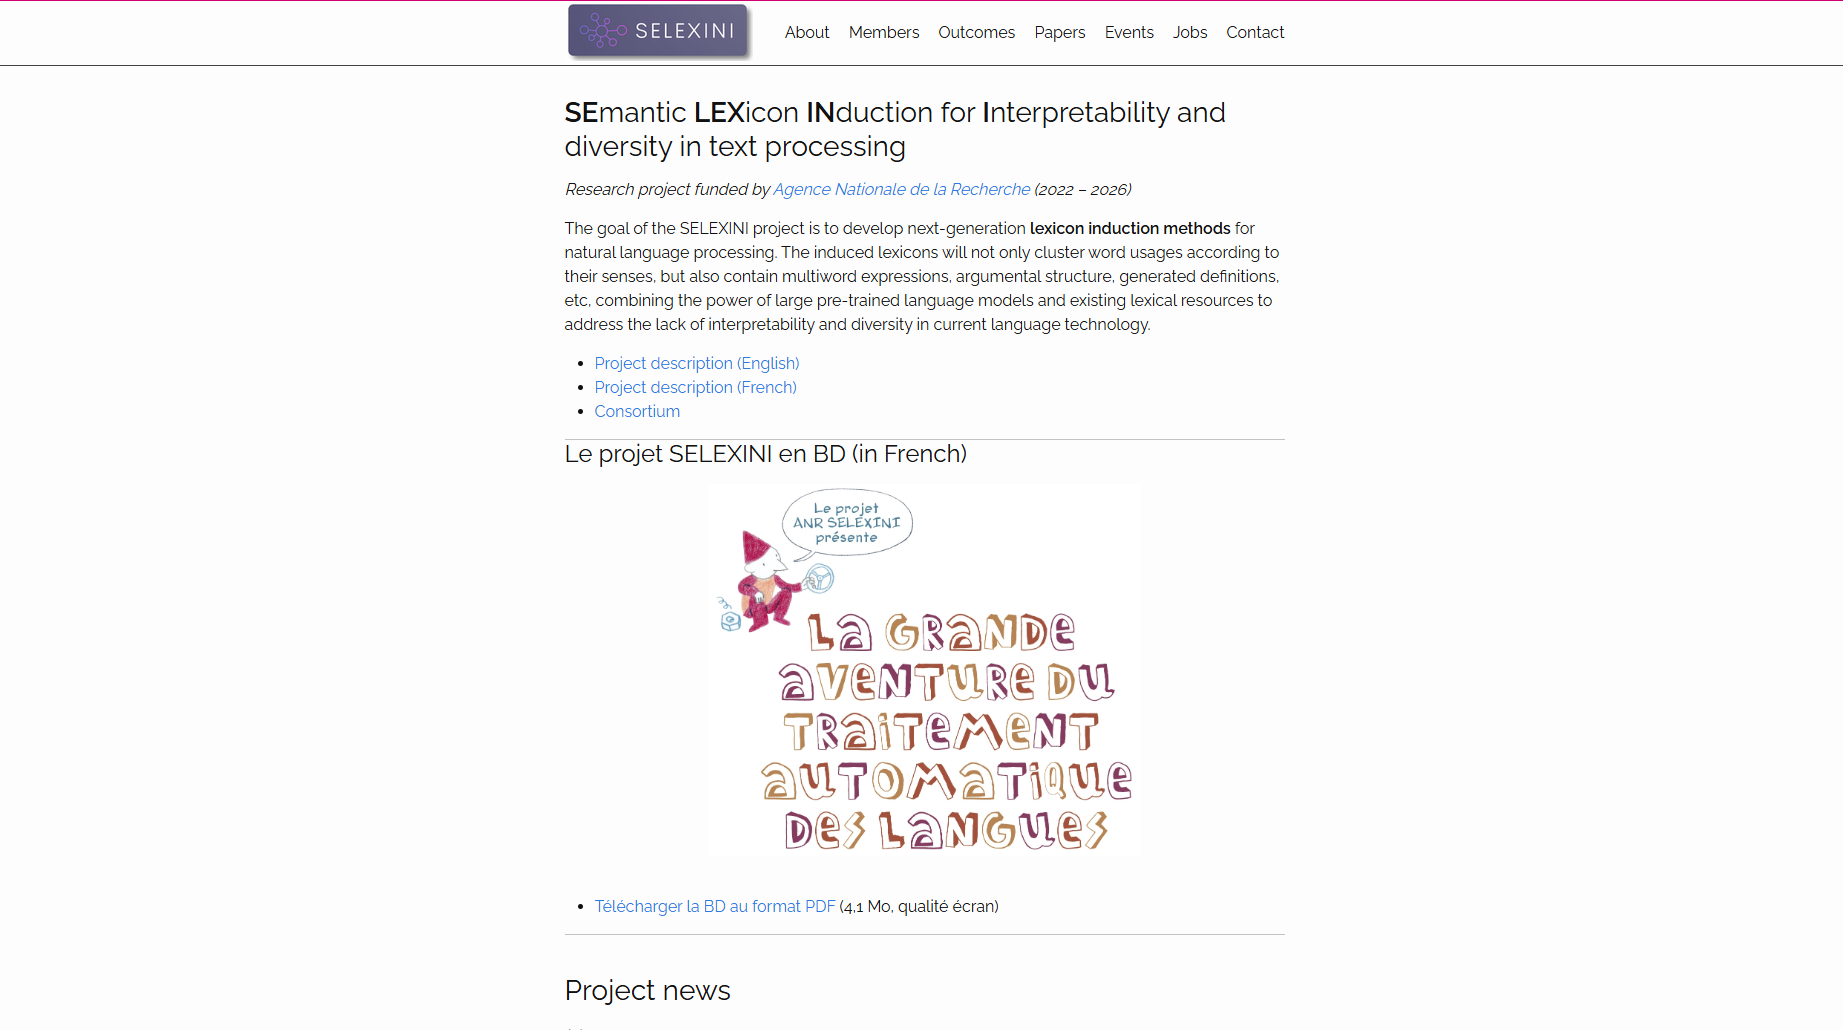 SELEXINI
About Members Outcomes Papers Events Jobs Contact
SEmantic LEXicon INduction for Interpretability and
diversity in text processing
Research project funded by Agence Nationale de la Recherche (2022 – 2026)
The goal of the SELEXINI project is to develop next-generation lexicon induction methods for
natural language processing. The induced lexicons will not only cluster word usages according to
their senses, but also contain multiword expressions, argumental structure, generated definitions,
etc, combining the power of large pre-trained language models and existing lexical resources to
address the lack of interpretability and diversity in current language technology.
• Project description (English)
• Project description (French)
• Consortium
Le projet SELEXINI en BD (in French)
Le projet
ANR SELEXINI
présente
La GRaNDe
aVeNTURe DU
TRaiTeMeNT
aUTOMaTiQUe
Des LaNGUes
• Télécharger la BD au format PDF (4,1 Mo, qualité écran)
Project news